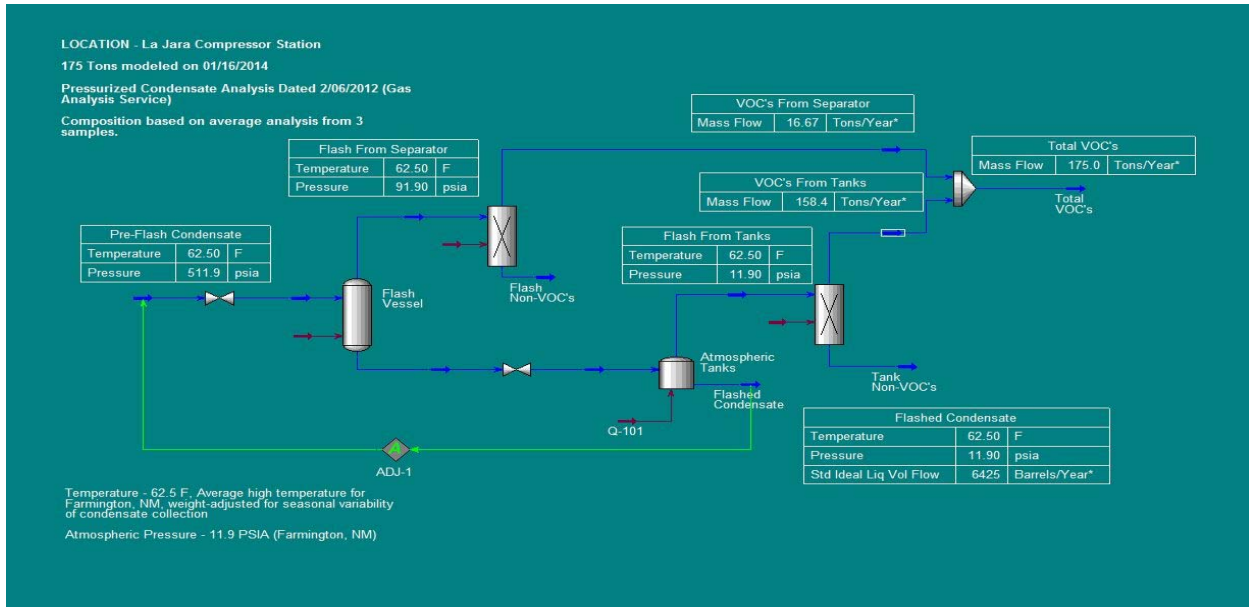 LOCATION - La Jara Compressor Station
175 Tons modeled on 01/16/2014
Pressurized Condensate Analysis Dated 2/06/2012 (Gas
Analysis Service)
Composition based on average analysis from 3
samples.
VOC's From Separator
Mass Flow 16.67 Tons/Year*
Total VOC's
Mass Flow 175.0 Tons/Year*
Flash From Separator
Temperature 62.50 F
Pressure 91.90 psia
VOC's From Tanks
Mass Flow 158.4 Tons/Year*
Total
VOC's
Pre-Flash Condensate
Temperature 62.50 F
Pressure 511.9 psia
Flash From Tanks
Temperature 62.50 F
Pressure 11.90 psia
Flash
Vessel
Flash
Non-VOC's
Atmospheric
Tanks
Flashed
Condensate
Tank
Non-VOC's
Q-101
Flashed Condensate
Temperature 62.50 F
Pressure 11.90 psia
Std Ideal Liq Vol Flow 6425 Barrels/Year*
A
ADJ-1
Temperature - 62.5 F, Average high temperature for
Farmington, NM, weight-adjusted for seasonal variability
of condensate collection
Atmospheric Pressure - 11.9 PSIA (Farmington, NM)